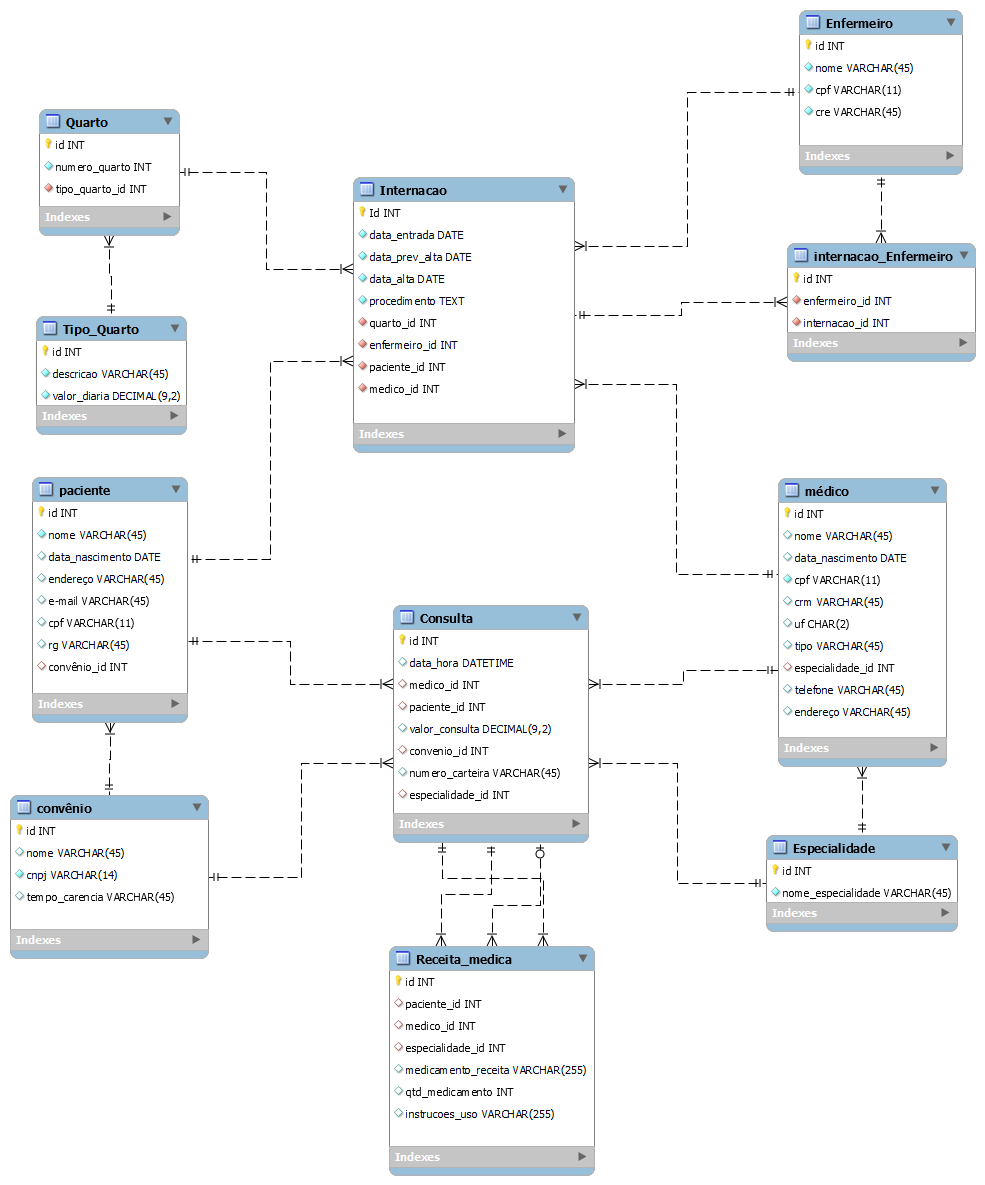 Enfermeiro
id INT
nome VARCHAR(45)
cpf VARCHAR(11)
cre VARCHAR(45)
Indexes
Quarto
id INT
numero_quarto INT
tipo_quarto_id INT
Indexes
Internacao
Id INT
data_entrada DATE
data_prev_alta DATE
data_alta DATE
procedimento TEXT
quarto_id INT
enfermeiro_id INT
paciente_id INT
medico_id INT
Indexes
internacao_Enfermeiro
id INT
enfermeiro_id INT
internacao_id INT
Indexes
Tipo_Quarto
id INT
descricao VARCHAR(45)
valor_diaria DECIMAL(9,2)
Indexes
paciente
id INT
nome VARCHAR(45)
data_nascimento DATE
endereço VARCHAR(45)
e-mail VARCHAR(45)
cpf VARCHAR(11)
rg VARCHAR(45)
convênio_id INT
Indexes
médico
id INT
nome VARCHAR(45)
data_nascimento DATE
cpf VARCHAR(11)
crm VARCHAR(45)
uf CHAR(2)
tipo VARCHAR(45)
especialidade_id INT
telefone VARCHAR(45)
endereço VARCHAR(45)
Indexes
Consulta
id INT
data_hora DATETIME
medico_id INT
paciente_id INT
valor_consulta DECIMAL(9,2)
convenio_id INT
numero_carteira VARCHAR(45)
especialidade_id INT
Indexes
convênio
id INT
nome VARCHAR(45)
cnpj VARCHAR(14)
tempo_carencia VARCHAR(45)
Indexes
Especialidade
id INT
nome_especialidade VARCHAR(45)
Indexes
Receita_medica
id INT
paciente_id INT
medico_id INT
especialidade_id INT
medicamento_receita VARCHAR(255)
qtd_medicamento INT
instrucoes_uso VARCHAR(255)
Indexes